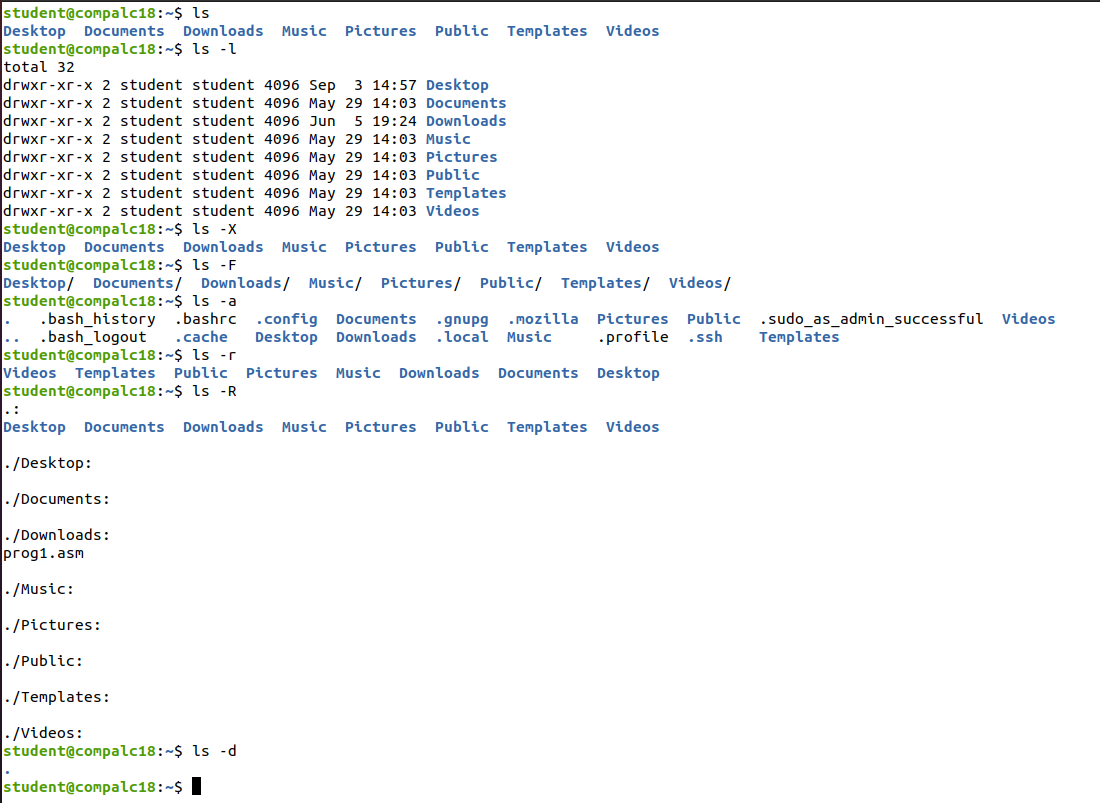 student@compalc18:~$ ls
Desktop  Documents  Downloads  Music  Pictures  Public  Templates  Videos
student@compalc18:~$ ls -l
total 32
drwxr-xr-x 2 student student 4096 Sep  3 14:57 Desktop
drwxr-xr-x 2 student student 4096 May 29 14:03 Documents
drwxr-xr-x 2 student student 4096 Jun  5 19:24 Downloads
drwxr-xr-x 2 student student 4096 May 29 14:03 Music
drwxr-xr-x 2 student student 4096 May 29 14:03 Pictures
drwxr-xr-x 2 student student 4096 May 29 14:03 Public
drwxr-xr-x 2 student student 4096 May 29 14:03 Templates
drwxr-xr-x 2 student student 4096 May 29 14:03 Videos
student@compalc18:~$ ls -X
Desktop  Documents  Downloads  Music  Pictures  Public  Templates  Videos
student@compalc18:~$ ls -F
Desktop/  Documents/  Downloads/  Music/  Pictures/  Public/  Templates/  Videos/
student@compalc18:~$ ls -a
.   .bash_history  .bashrc  .config  Documents  .gnupg  .mozilla  Pictures  Public  .sudo_as_admin_successful  Videos
..  .bash_logout   .cache   Desktop  Downloads  .local  Music     .profile  .ssh    Templates
student@compalc18:~$ ls -r
Videos  Templates  Public  Pictures  Music  Downloads  Documents  Desktop
student@compalc18:~$ ls -R
.:
Desktop  Documents  Downloads  Music  Pictures  Public  Templates  Videos
./Desktop:
./Documents:
./Downloads:
prog1.asm
./Music:
./Pictures:
./Public:
./Templates:
./Videos:
student@compalc18:~$ ls -d
.
student@compalc18:~$